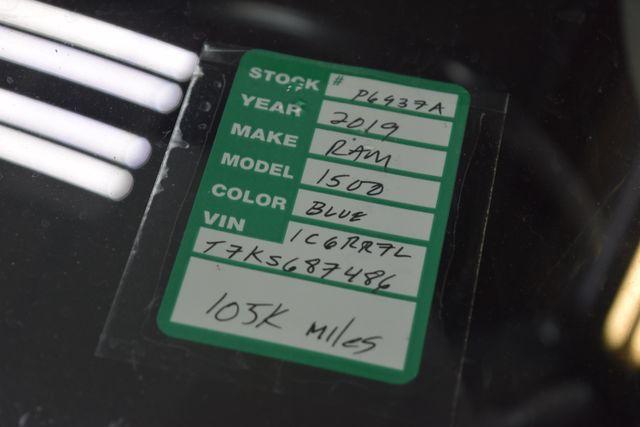 STOCK # P6937A
YEAR 2019
MAKE RAM
MODEL 1500
COLOR BLUE
VIN 1C6RR7L
T7KS687486
105K MILES